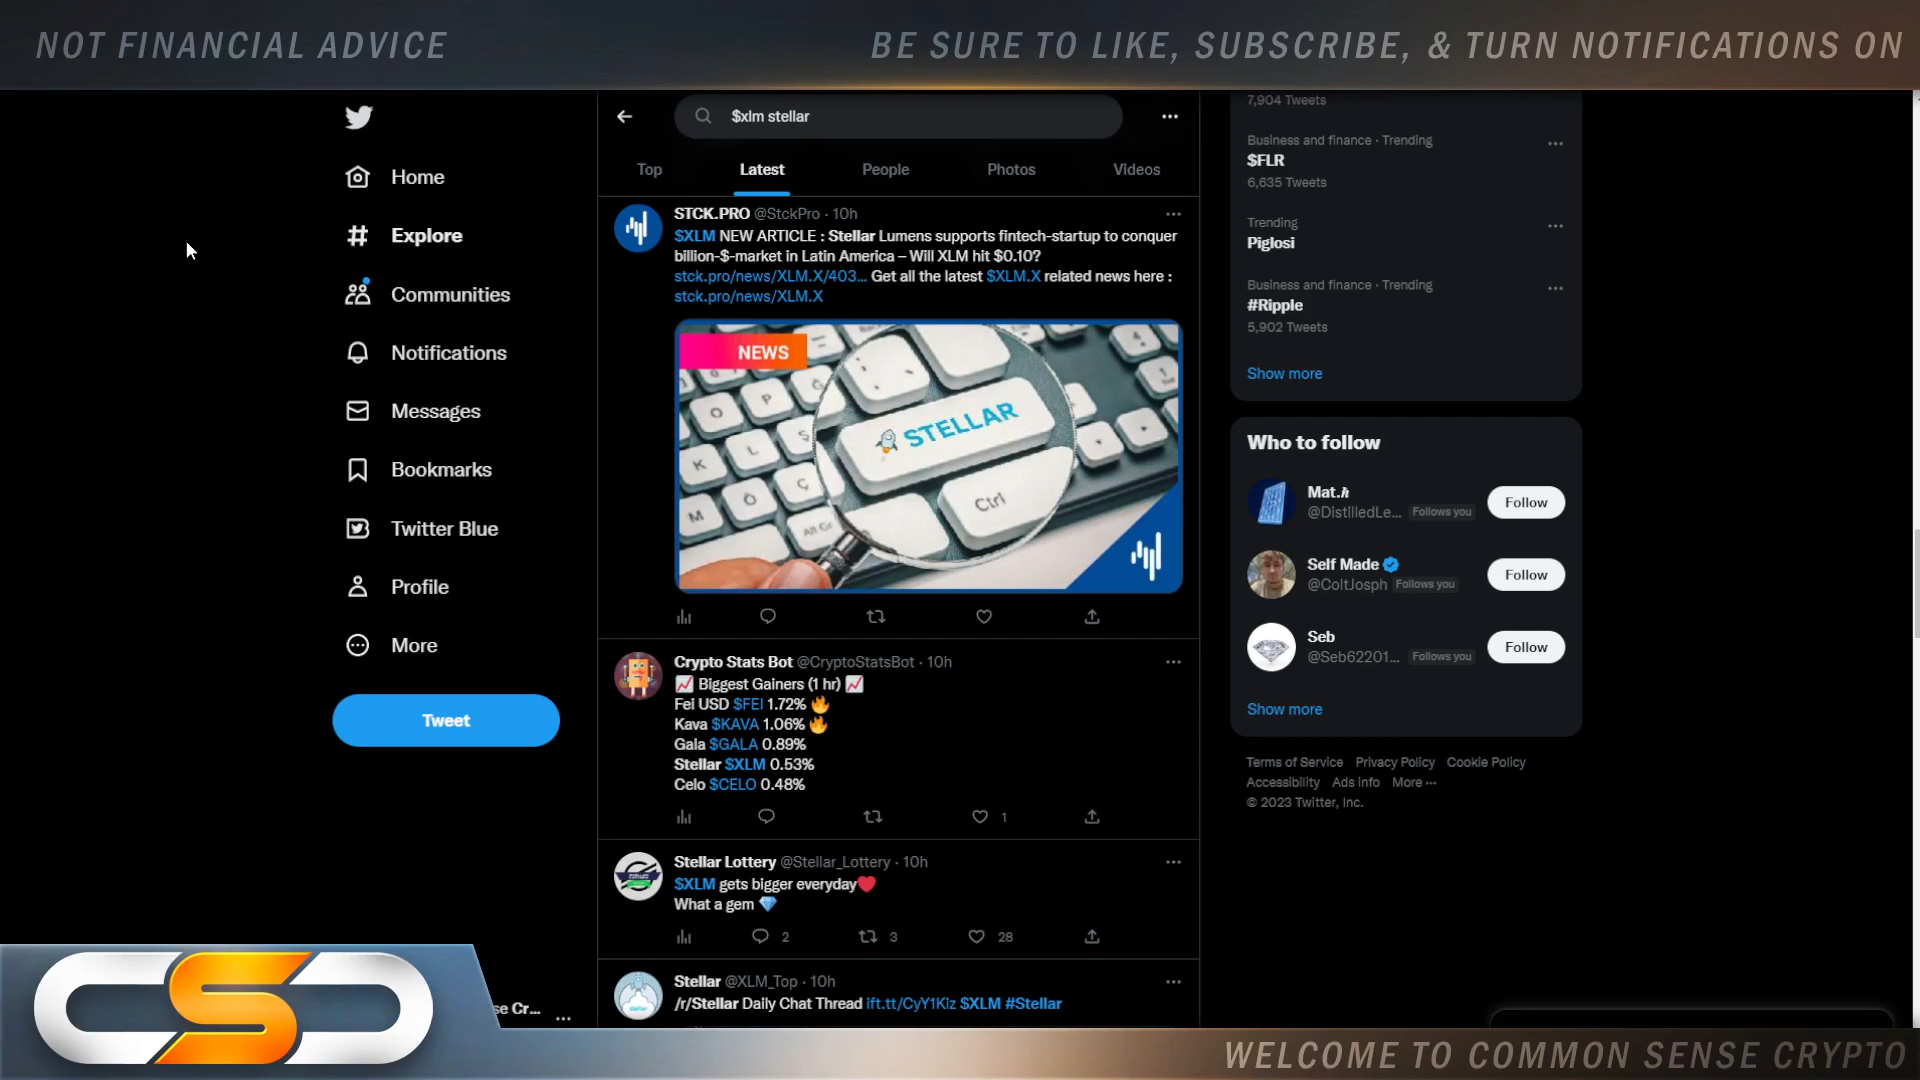 NOT FINANCIAL ADVICE
BE SURE TO LIKE, SUBSCRIBE, & TURN NOTIFICATIONS ON
Home
Explore
Communities
Notifications
Messages
Bookmarks
Twitter Blue
Profile
More
Tweet
se Cr...
$xlm stellar
Top
Latest
People
Photos
Videos
STCK.PRO @StckPro · 10h
$XLM NEW ARTICLE : Stellar Lumens supports fintech-startup to conquer
billion-$-market in Latin America – Will XLM hit $0.10?
stck.pro/news/XLM.X/403... Get all the latest $XLM.X related news here :
stck.pro/news/XLM.X
NEWS
STELLAR
Ctrl
Alt Gr
O
P
Ğ
K
L
Ş
M
Ö
Ç
4
1
Crypto Stats Bot @CryptoStatsBot · 10h
Biggest Gainers (1 hr)
Fei USD $FEI 1.72%
Kava $KAVA 1.06%
Gala $GALA 0.89%
Stellar $XLM 0.53%
Celo $CELO 0.48%
1
Stellar Lottery @Stellar_Lottery · 10h
$XLM gets bigger everyday❤️
What a gem 💎
2
3
28
Stellar @XLM_Top · 10h
/r/Stellar Daily Chat Thread ift.tt/CyY1Kiz $XLM #Stellar
7,904 Tweets
Business and finance · Trending
$FLR
6,635 Tweets
Trending
Piglosi
Business and finance · Trending
#Ripple
5,902 Tweets
Show more
Who to follow
Mat.ℏ
@DistilledLe... Follows you
Follow
Self Made
@ColtJosph Follows you
Follow
Seb
@Seb62201... Follows you
Follow
Show more
Terms of Service Privacy Policy Cookie Policy
Accessibility Ads info More ···
© 2023 Twitter, Inc.
CSC
WELCOME TO COMMON SENSE CRYPTO